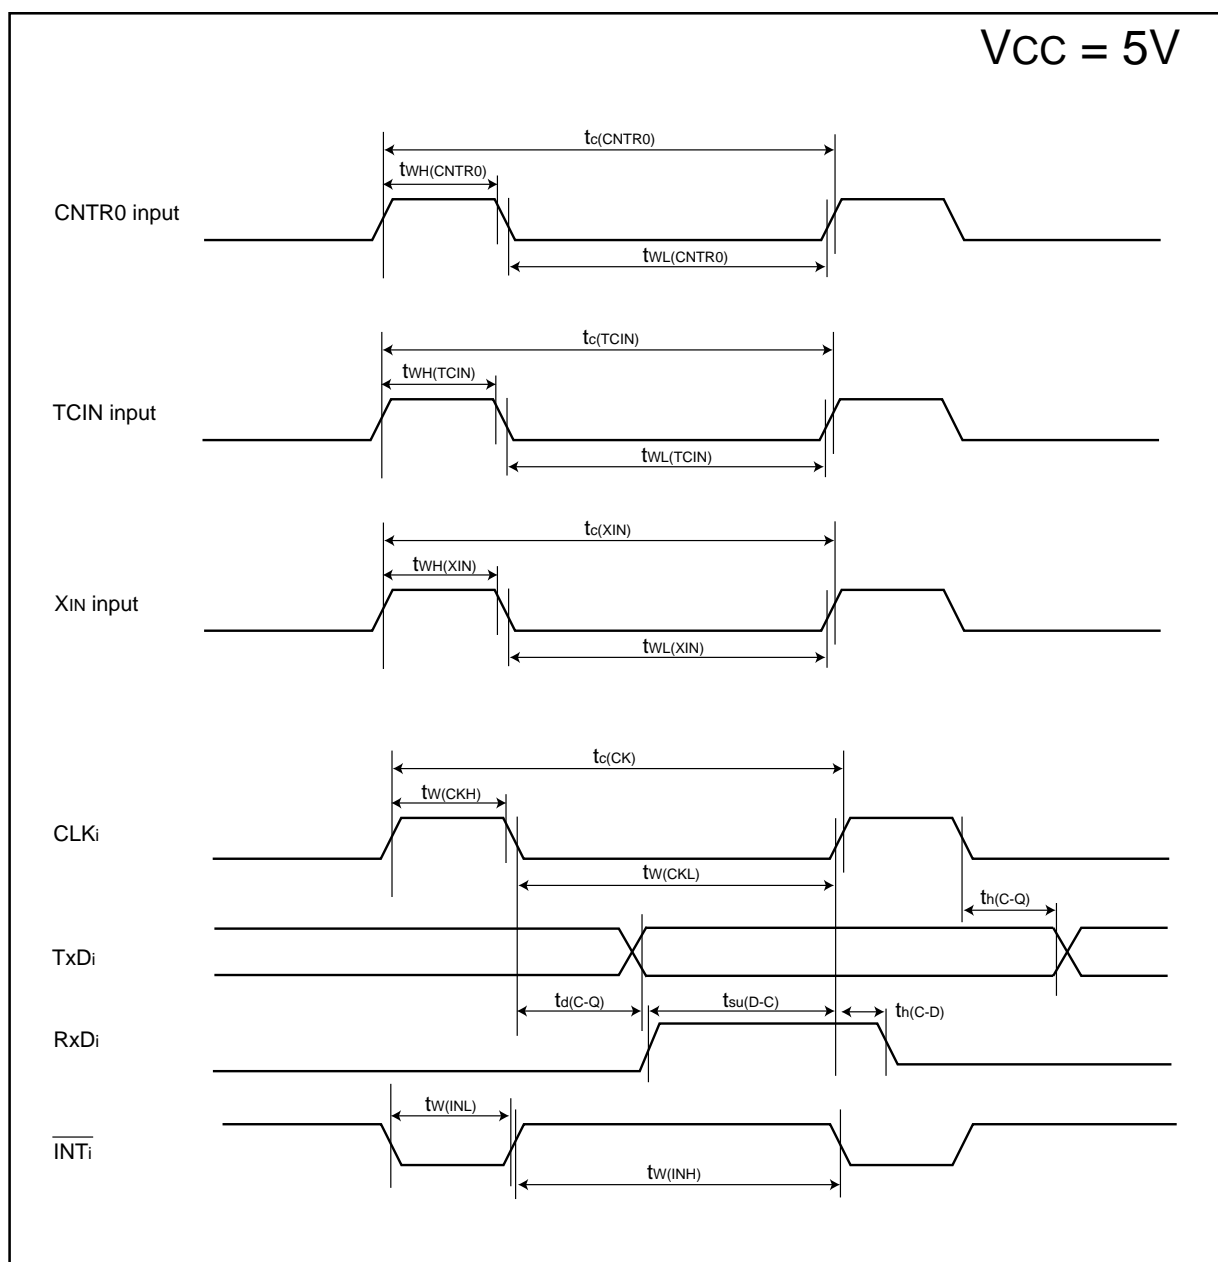 VCC = 5V
tc(CNTR0)
tWH(CNTR0)
CNTR0 input
tWL(CNTR0)
tc(TCIN)
tWH(TCIN)
TCIN input
tWL(TCIN)
tc(XIN)
tWH(XIN)
XIN input
tWL(XIN)
tc(CK)
tW(CKH)
CLKi
tW(CKL)
th(C-Q)
TxDi
td(C-Q)
tsu(D-C)
th(C-D)
RxDi
tW(INL)
I̅N̅T̅i̅
tW(INH)